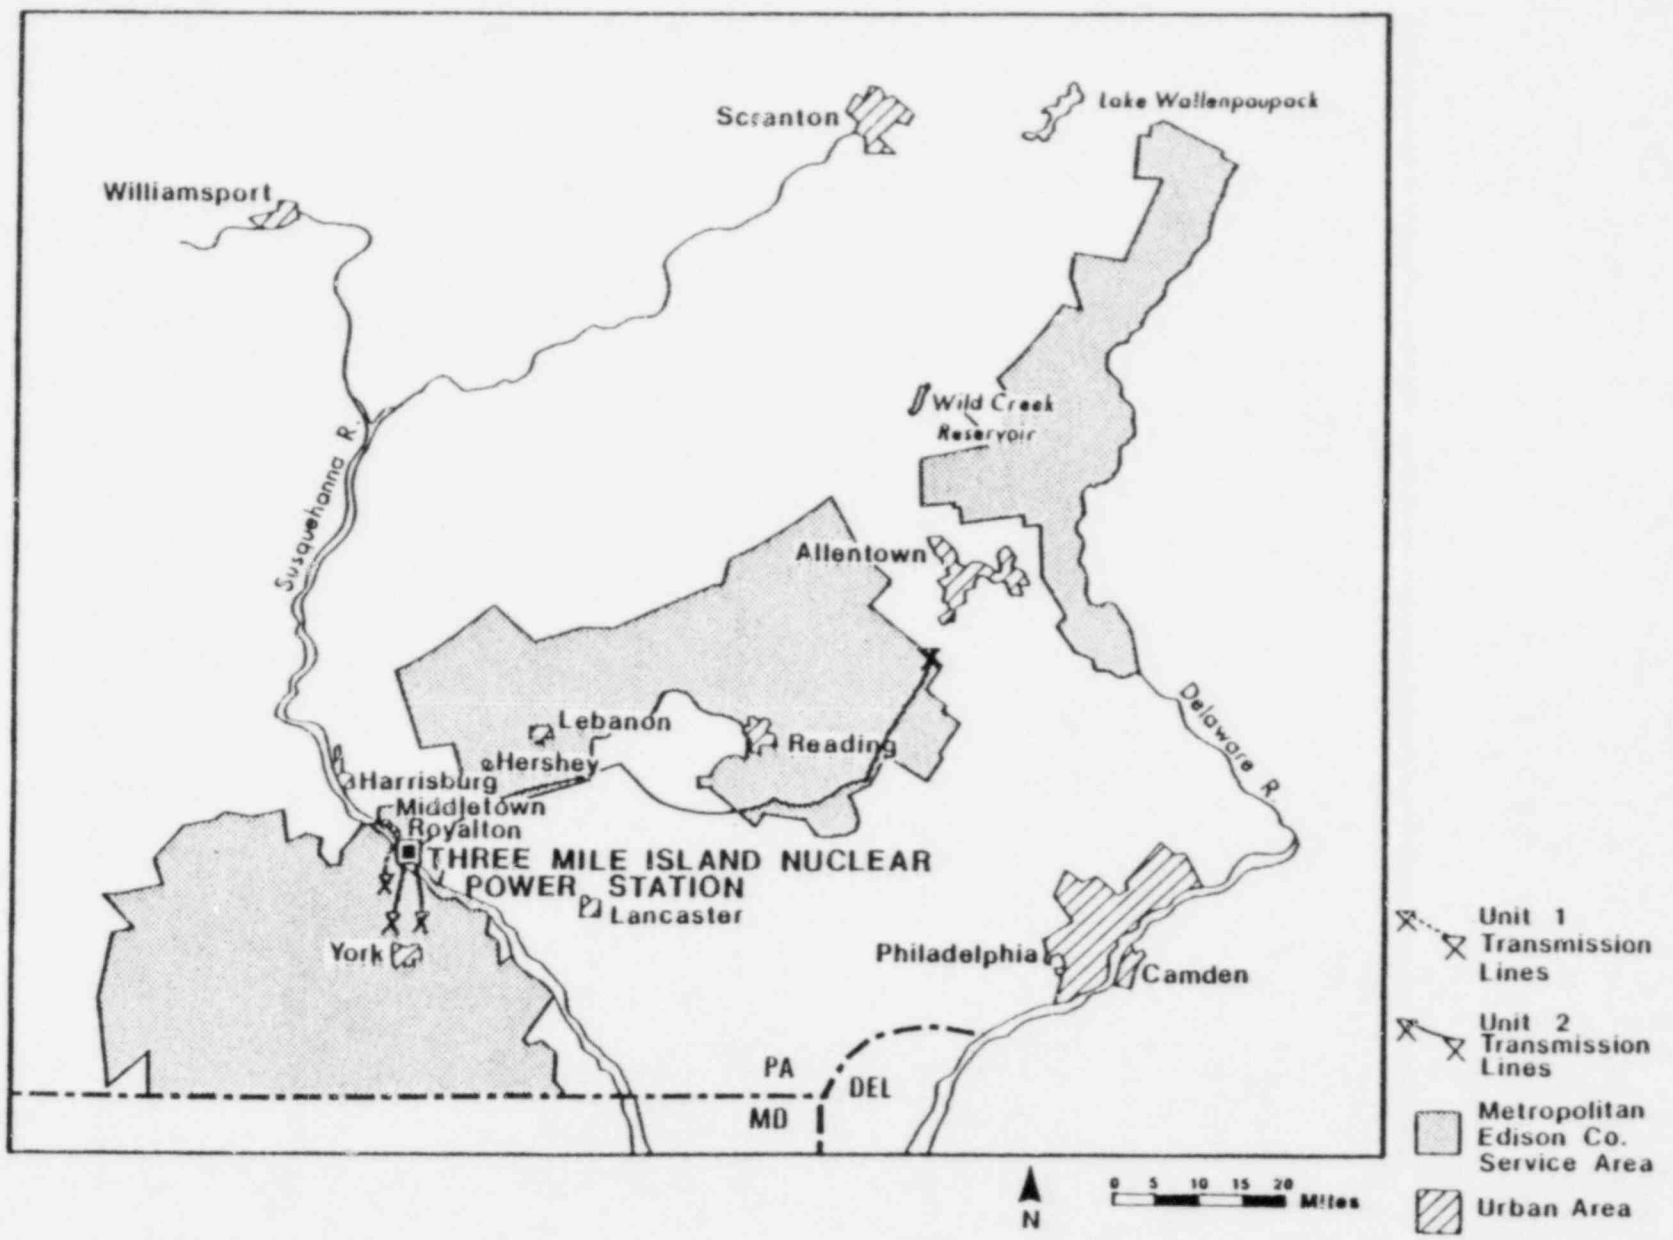 Scranton
Lake Wallenpaupack
Williamsport
Wild Creek
Reservoir
Susquehanna R.
Allentown
Lebanon
Reading
Hershey
Harrisburg
Middletown
Royalton
THREE MILE ISLAND NUCLEAR
POWER STATION
Lancaster
York
Delaware R.
Philadelphia
Camden
PA
DEL
MD
Unit 1
Transmission
Lines
Unit 2
Transmission
Lines
Metropolitan
Edison Co.
Service Area
Urban Area
0 5 10 15 20
Miles
N